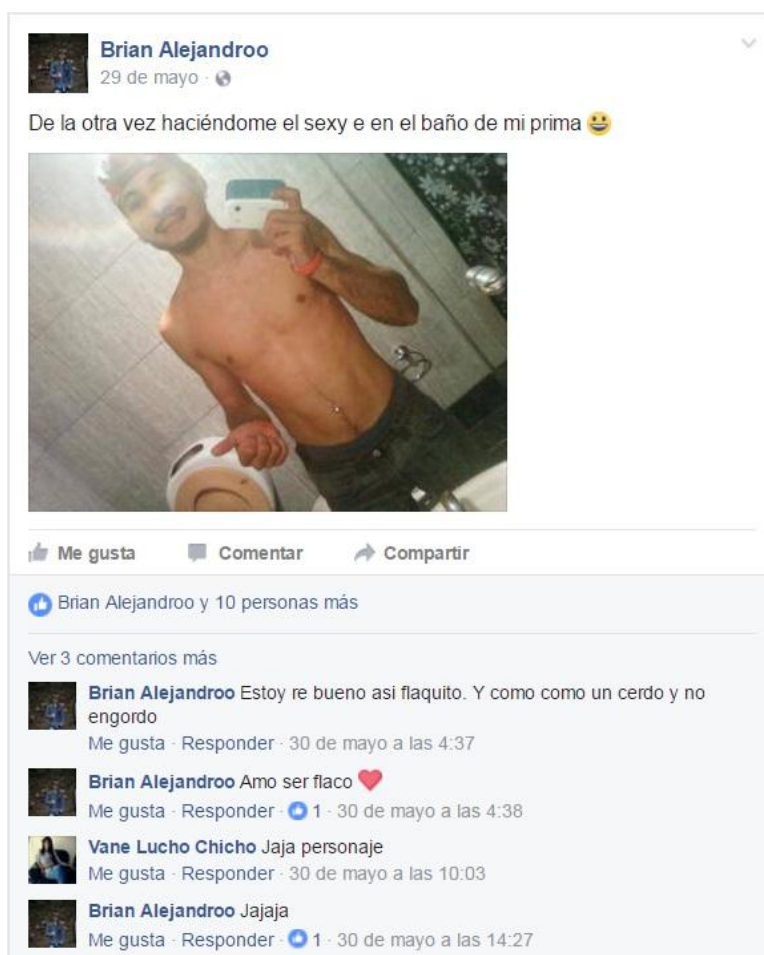 Brian Alejandroo
29 de mayo ·
De la otra vez haciéndome el sexy e en el baño de mi prima 😃
Me gusta Comentar Compartir
Brian Alejandroo y 10 personas más
Ver 3 comentarios más
Brian Alejandroo Estoy re bueno asi flaquito. Y como como un cerdo y no
engordo
Me gusta · Responder · 30 de mayo a las 4:37
Brian Alejandroo Amo ser flaco ❤
Me gusta · Responder · 1 · 30 de mayo a las 4:38
Vane Lucho Chicho Jaja personaje
Me gusta · Responder · 30 de mayo a las 10:03
Brian Alejandroo Jajaja
Me gusta · Responder · 1 · 30 de mayo a las 14:27